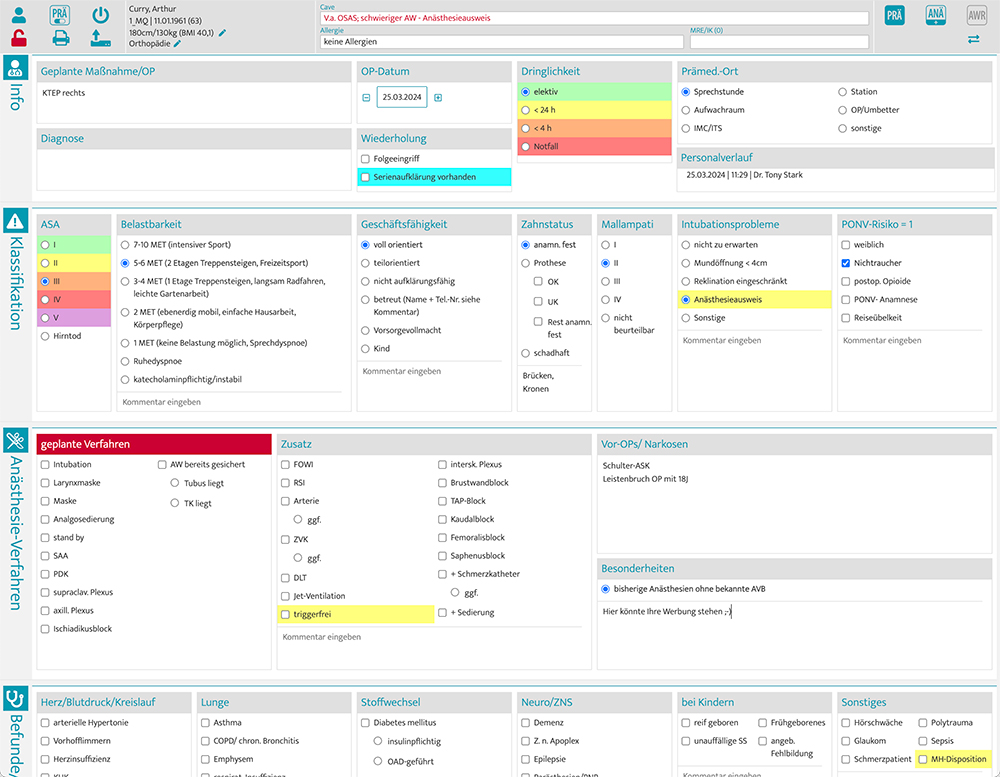 PRÄ
Curry, Arthur
1_MQ | 11.01.1961 (63)
180cm/130kg (BMI 40,1)
Orthopädie
Cave
V.a. OSAS; schwieriger AW - Anästhesieausweis
Allergie
keine Allergien
MRE/IK (0)
PRÄ
ANÄ
AWR
Info
Geplante Maßnahme/OP
KTEP rechts
Diagnose
OP-Datum
25.03.2024
Wiederholung
Folgeeingriff
Serienaufklärung vorhanden
Dringlichkeit
elektiv
< 24 h
< 4 h
Notfall
Prämed.-Ort
Sprechstunde
Aufwachraum
IMC/ITS
Station
OP/Umbetter
sonstige
Personalverlauf
25.03.2024 | 11:29 | Dr. Tony Stark
Klassifikation
ASA
I
II
III
IV
V
Hirntod
Belastbarkeit
7-10 MET (intensiver Sport)
5-6 MET (2 Etagen Treppensteigen, Freizeitsport)
3-4 MET (1 Etage Treppensteigen, langsam Radfahren,
leichte Gartenarbeit)
2 MET (ebenerdig mobil, einfache Hausarbeit,
Körperpflege)
1 MET (keine Belastung möglich, Sprechdyspnoe)
Ruhedyspnoe
katecholaminpflichtig/instabil
Kommentar eingeben
Geschäftsfähigkeit
voll orientiert
teilorientiert
nicht aufklärungsfähig
betreut (Name + Tel.-Nr. siehe
Kommentar)
Vorsorgevollmacht
Kind
Kommentar eingeben
Zahnstatus
anamn. fest
Prothese
OK
UK
Rest anamn.
fest
schadhaft
Brücken,
Kronen
Mallampati
I
II
III
IV
nicht
beurteilbar
Intubationsprobleme
nicht zu erwarten
Mundöffnung < 4cm
Reklination eingeschränkt
Anästhesieausweis
Sonstige
Kommentar eingeben
PONV-Risiko = 1
weiblich
Nichtraucher
postop. Opioide
PONV- Anamnese
Reiseübelkeit
Kommentar eingeben
Anästhesie-Verfahren
geplante Verfahren
Intubation
Larynxmaske
Maske
Analgosedierung
stand by
SAA
PDK
supraclav. Plexus
axill. Plexus
Ischiadikusblock
AW bereits gesichert
Tubus liegt
TK liegt
Zusatz
FOWI
RSI
Arterie
ggf.
ZVK
ggf.
DLT
Jet-Ventilation
triggerfrei
Kommentar eingeben
intersk. Plexus
Brustwandblock
TAP-Block
Kaudalblock
Femoralisblock
Saphenusblock
+ Schmerzkatheter
ggf.
+ Sedierung
Vor-OPs/ Narkosen
Schulter-ASK
Leistenbruch OP mit 18J
Besonderheiten
bisherige Anästhesien ohne bekannte AVB
Hier könnte Ihre Werbung stehen ;-)
Befunde/
Herz/Blutdruck/Kreislauf
arterielle Hypertonie
Vorhofflimmern
Herzinsuffizienz
KHK
Lunge
Asthma
COPD/ chron. Bronchitis
Emphysem
respirat. Insuffizienz
Stoffwechsel
Diabetes mellitus
insulinpflichtig
OAD-geführt
Neuro/ZNS
Demenz
Z. n. Apoplex
Epilepsie
bei Kindern
reif geboren
unauffällige SS
Frühgeborenes
angeb.
Fehlbildung
Kommentar eingeben
Sonstiges
Hörschwäche
Glaukom
Schmerzpatient
Polytrauma
Sepsis
MH-Disposition